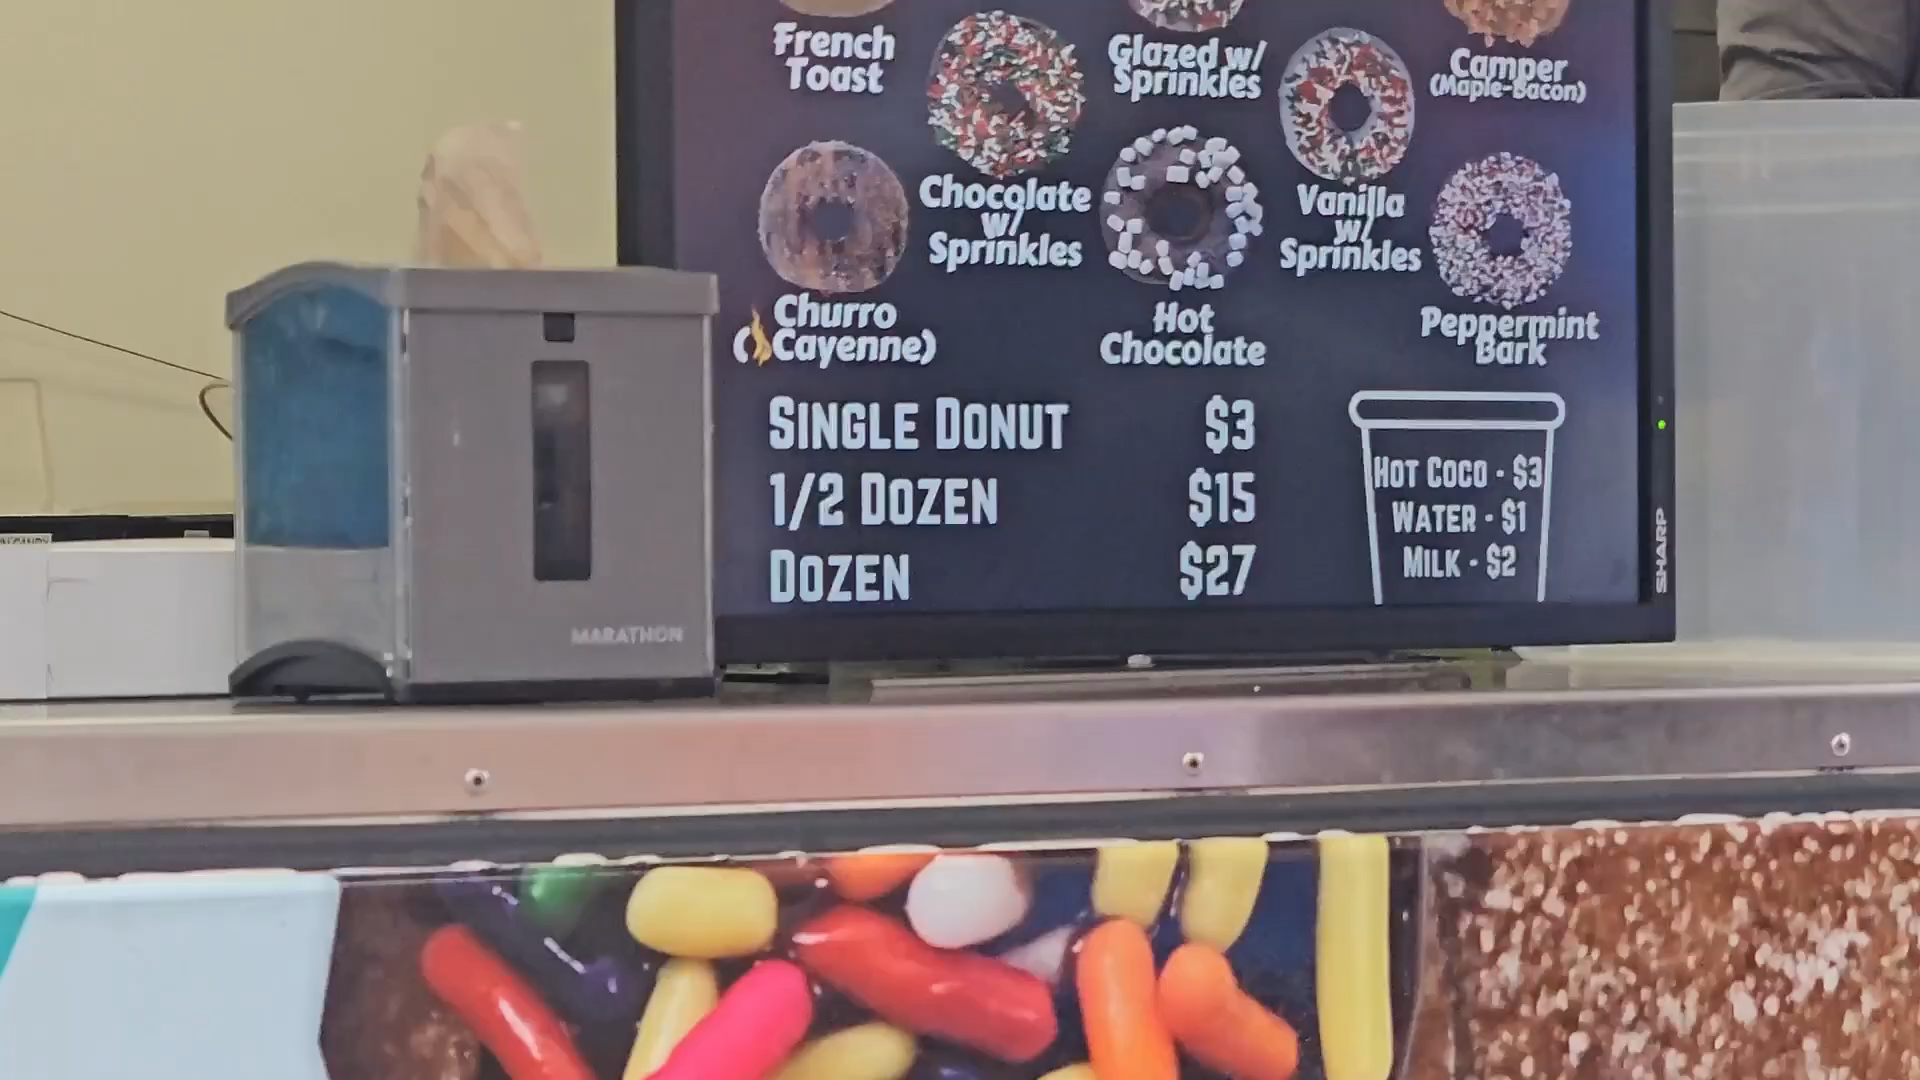 French
Toast
Glazed w/
Sprinkles
Camper
(Maple-Bacon)
Chocolate
w/
Sprinkles
Vanilla
w/
Sprinkles
Churro
(🔥Cayenne)
Hot
Chocolate
Peppermint
Bark
SINGLE DONUT $3
1/2 DOZEN $15
DOZEN $27
HOT COCO - $3
WATER - $1
MILK - $2
SHARP
MARATHON